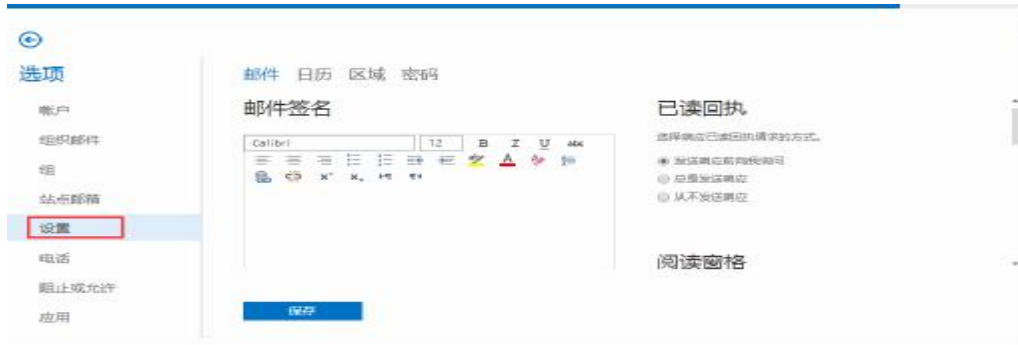 选项
帐户
组织邮件
组
站点邮箱
设置
电话
阻止或允许
应用
邮件 日历 区域 密码
邮件签名
Calibri 12 B I U abc
保存
已读回执
选择响应已读回执请求的方式。
发送响应前向我询问
总是发送响应
从不发送响应
阅读窗格